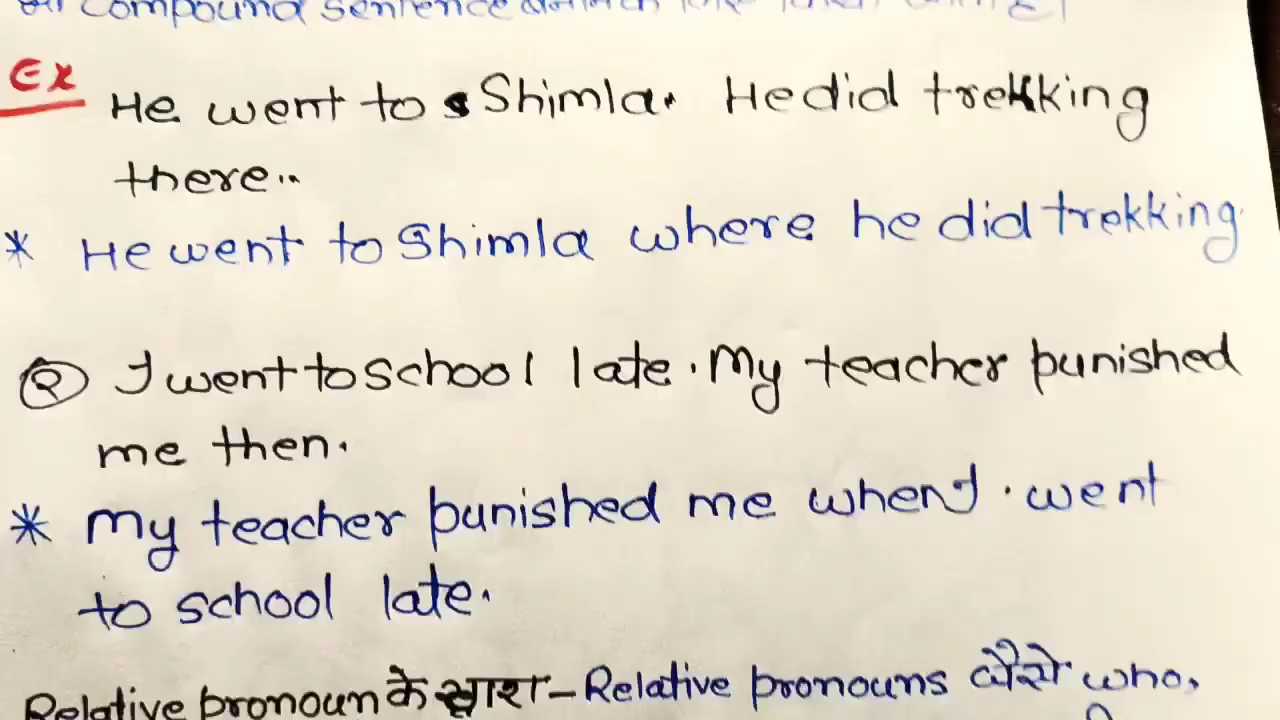 compound sentence
Ex He went to Shimla. He did trekking
there..
* He went to Shimla where he did trekking.
② I went to school late. My teacher punished
me then.
* My teacher punished me when I . went
to school late.
Relative pronoun के द्वारा - Relative pronouns जैसे who,